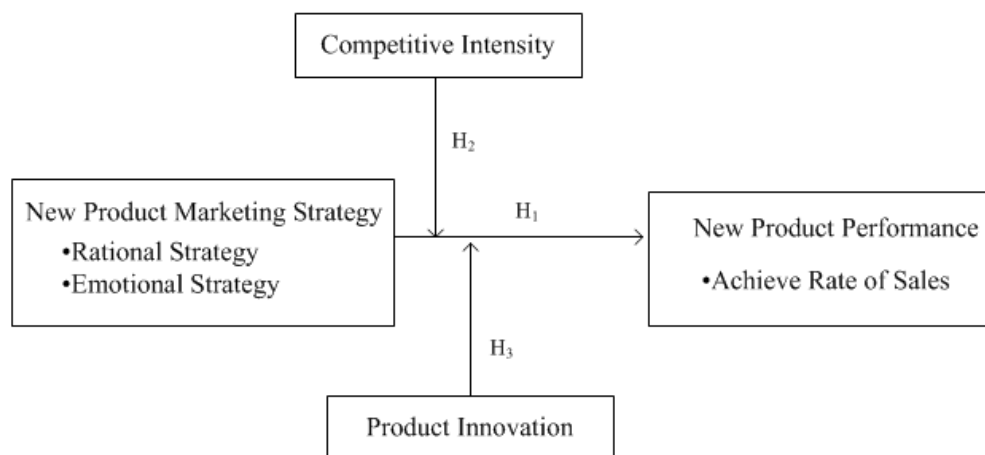 Competitive Intensity
H₂
New Product Marketing Strategy
•Rational Strategy
•Emotional Strategy
H₁
New Product Performance
•Achieve Rate of Sales
H₃
Product Innovation